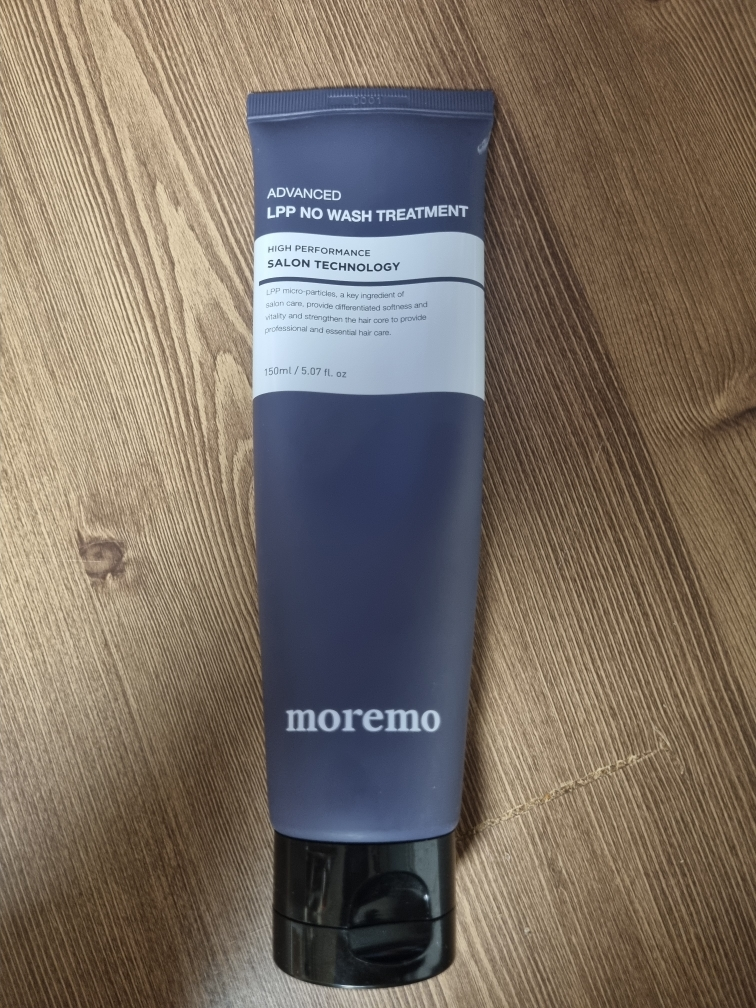 ADVANCED
LPP NO WASH TREATMENT
HIGH PERFORMANCE
SALON TECHNOLOGY
LPP micro-particles, a key ingredient of
salon care, provide differentiated softness and
vitality and strengthen the hair core to provide
professional and essential hair care.
150ml / 5.07 fl. oz
moremo